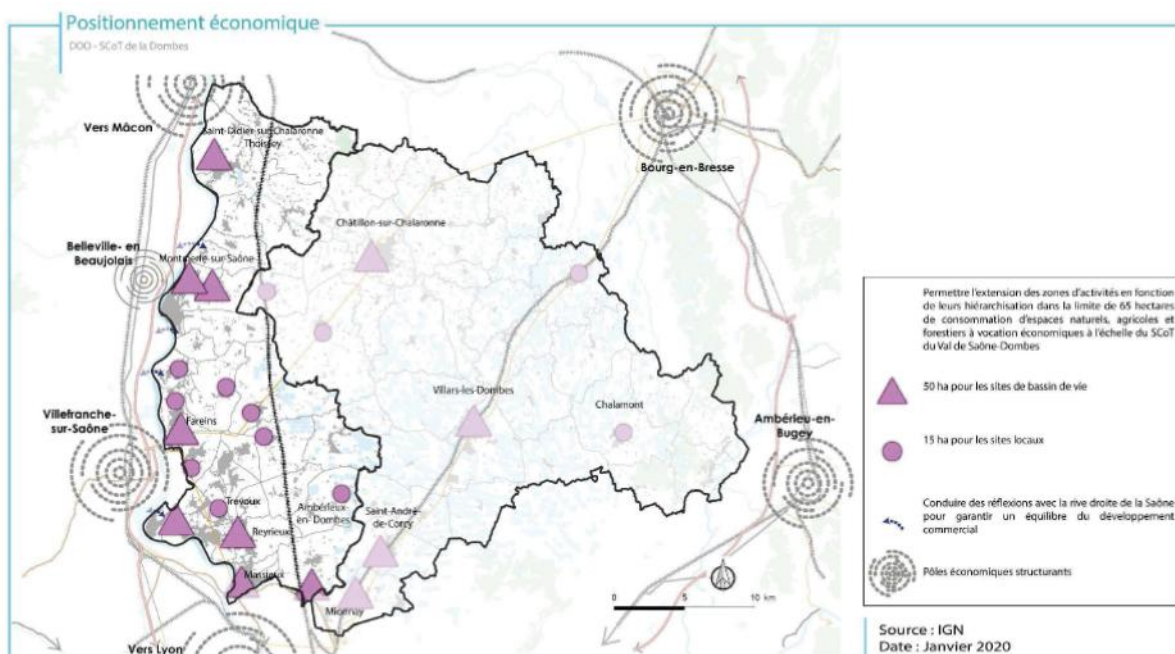 Positionnement économique
DOO - SCoT de la Dombes
Vers Mâcon
Saint-Didier-sur-Chalaronne
Thoissey
Bourg-en-Bresse
Châtillon-sur-Chalaronne
Belleville- en
Beaujolais
Montmerle-sur-Saône
Villars-les-Dombes
Chalamont
Villefranche-
sur-Saône
Fareins
Ambérieu-en-
Bugey
Trévoux
Ambérieux-
en-Dombes
Saint-André-
de-Corcy
Reyrieux
Massieux
Mionnay
Vers Lyon
0 5 10 km
Permettre l'extension des zones d'activités en fonction
de leurs hiérarchisation dans la limite de 65 hectares
de consommation d'espaces naturels, agricoles et
forestiers à vocation économiques à l'échelle du SCoT
du Val de Saône-Dombes
50 ha pour les sites de bassin de vie
15 ha pour les sites locaux
Conduire des réflexions avec la rive droite de la Saône
pour garantir un équilibre du développement
commercial
Pôles économiques structurants
Source : IGN
Date : Janvier 2020